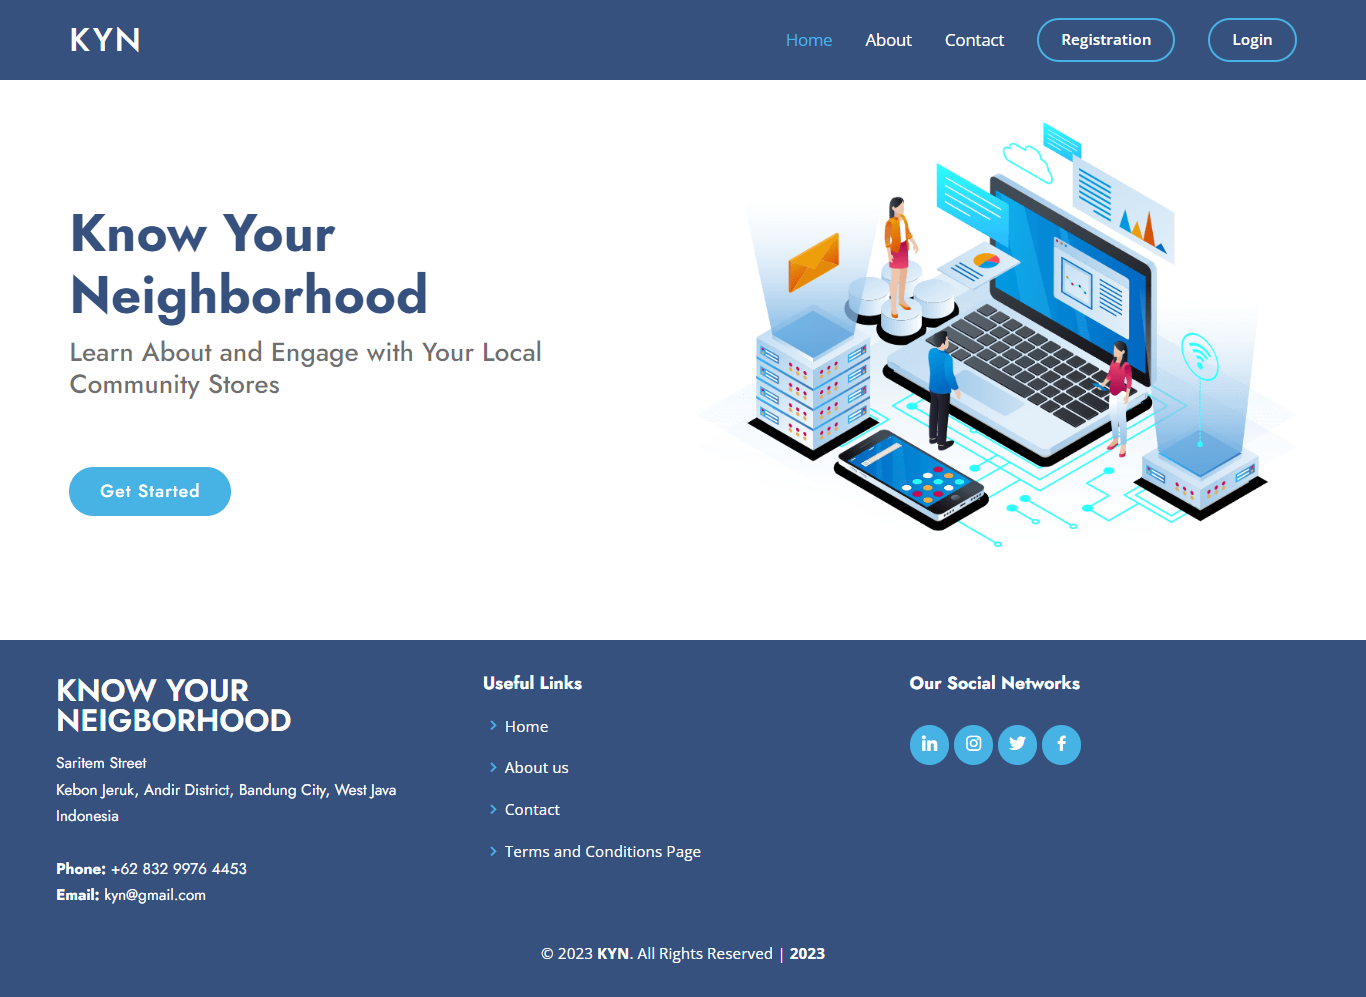 KYN
Home
About
Contact
Registration
Login
Know Your
Neighborhood
Learn About and Engage with Your Local
Community Stores
Get Started
KNOW YOUR
NEIGBORHOOD
Saritem Street
Kebon Jeruk, Andir District, Bandung City, West Java
Indonesia
Phone: +62 832 9976 4453
Email: kyn@gmail.com
Useful Links
Home
About us
Contact
Terms and Conditions Page
Our Social Networks
© 2023 KYN. All Rights Reserved | 2023